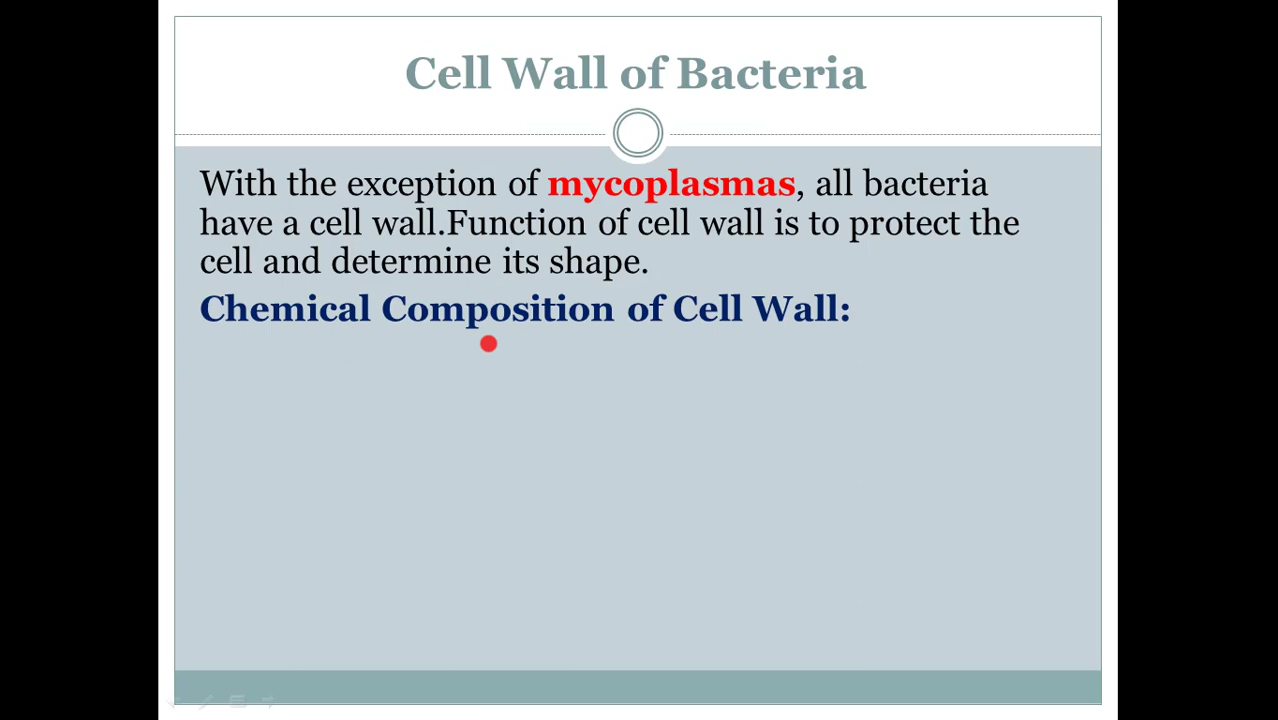 Cell Wall of Bacteria
With the exception of mycoplasmas, all bacteria
have a cell wall.Function of cell wall is to protect the
cell and determine its shape.
Chemical Composition of Cell Wall: